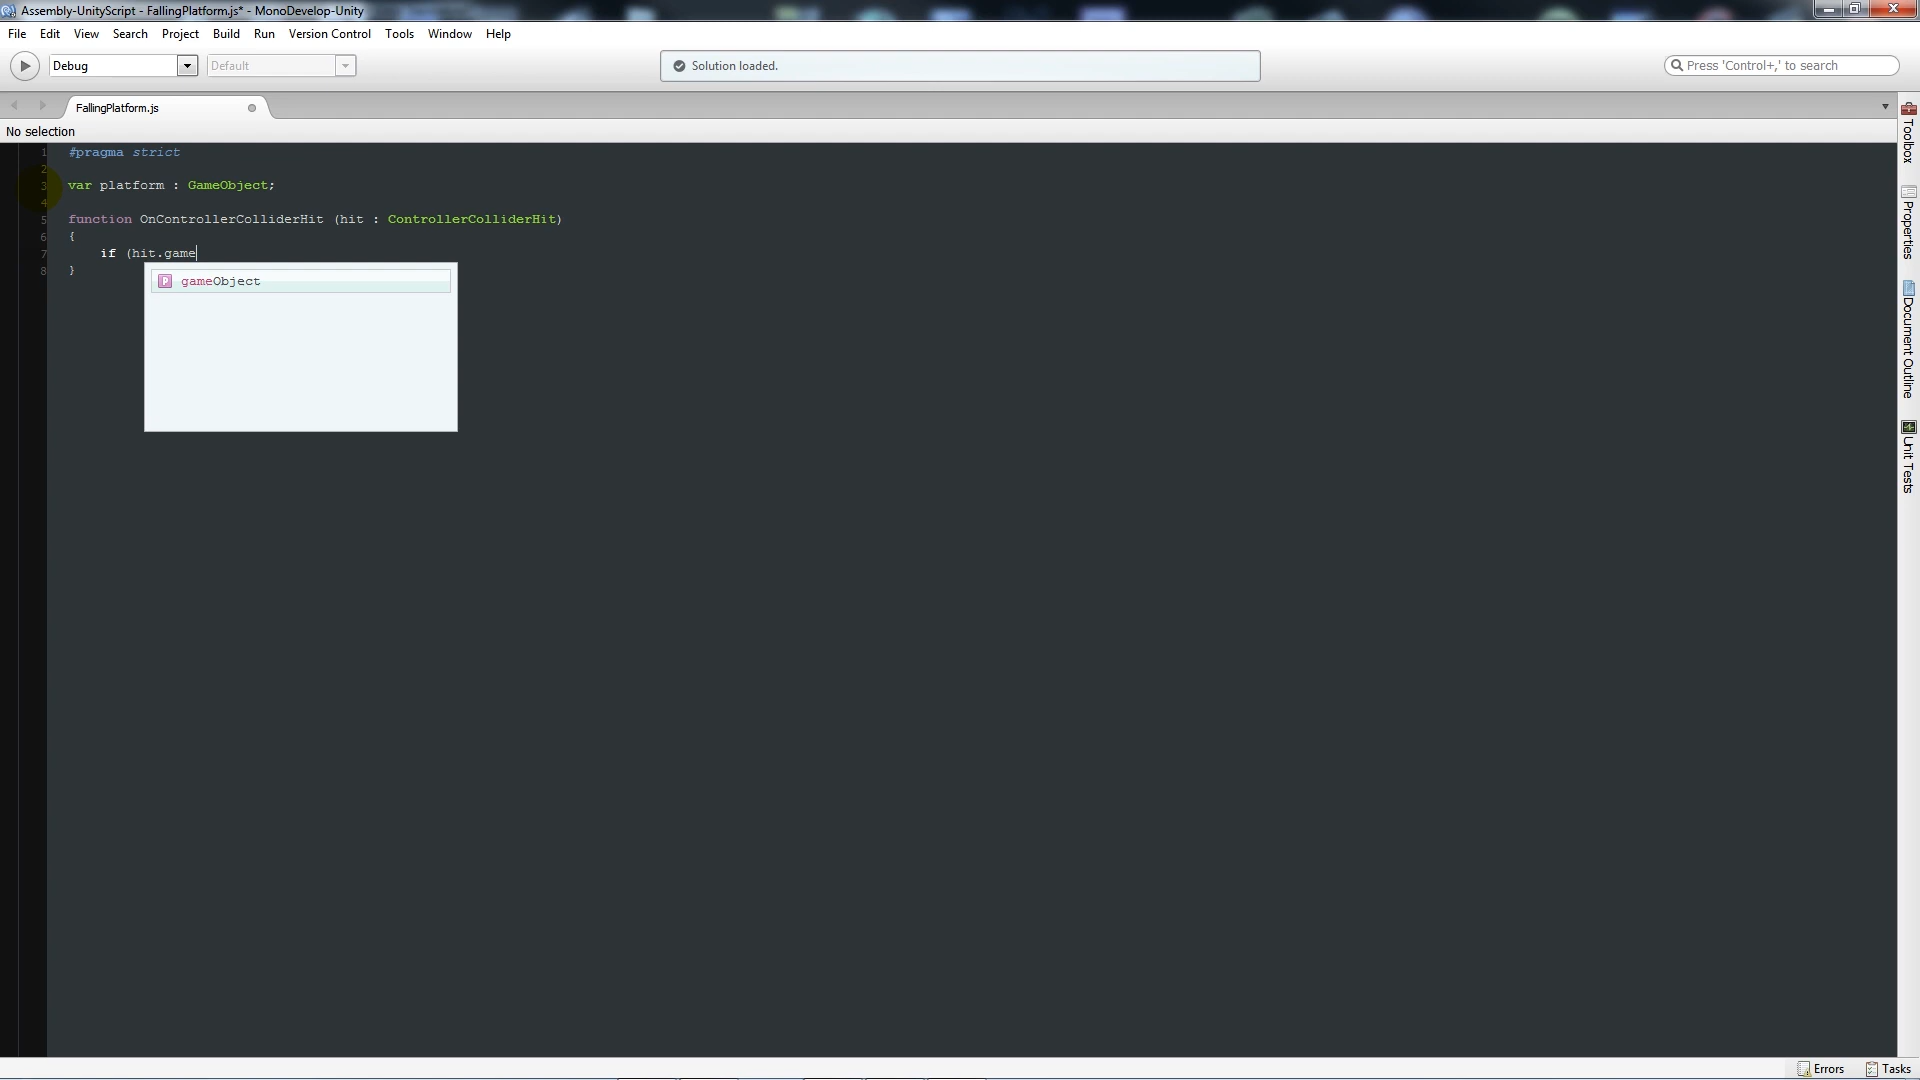 Assembly-UnityScript - FallingPlatform.js* - MonoDevelop-Unity
File Edit View Search Project Build Run Version Control Tools Window Help
Debug Default Solution loaded. Press 'Control+,' to search
FallingPlatform.js
No selection
1 #pragma strict
2
3 var platform : GameObject;
4
5 function OnControllerColliderHit (hit : ControllerColliderHit)
6 {
7 if (hit.game
8 }
gameObject
Toolbox
Properties
Document Outline
Unit Tests
Errors Tasks